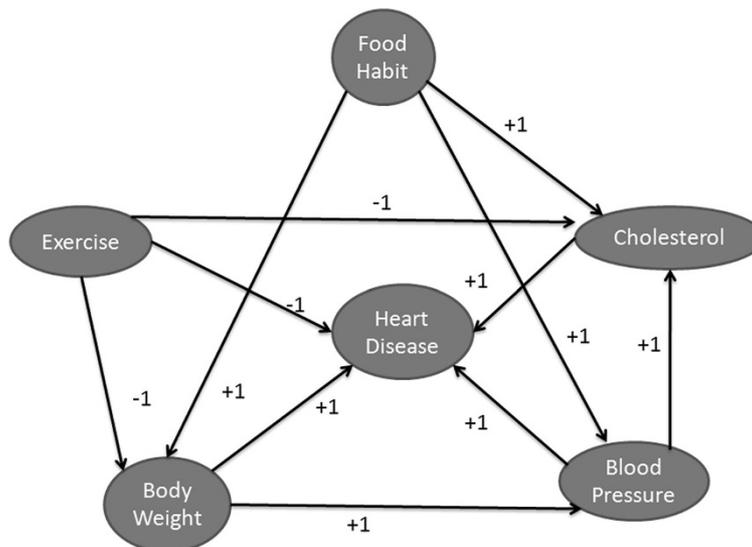 Food
Habit
+1
-1
Exercise
Cholesterol
+1
-1
Heart
Disease
+1
+1
-1
+1
+1
+1
Body
Weight
Blood
Pressure
+1